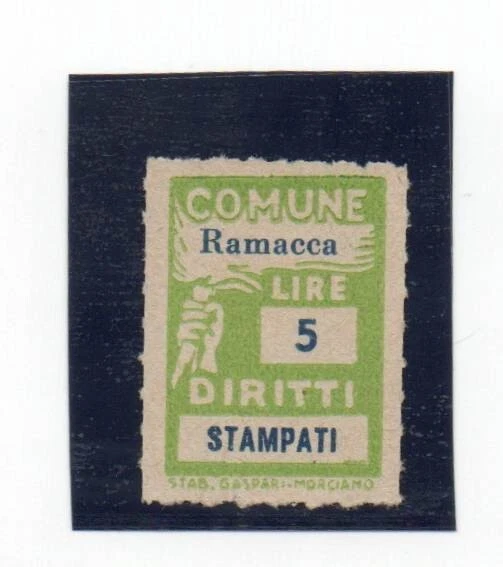 COMUNE
Ramacca
LIRE
5
DIRITTI
STAMPATI
STAB. GASPARI-MORCIANO